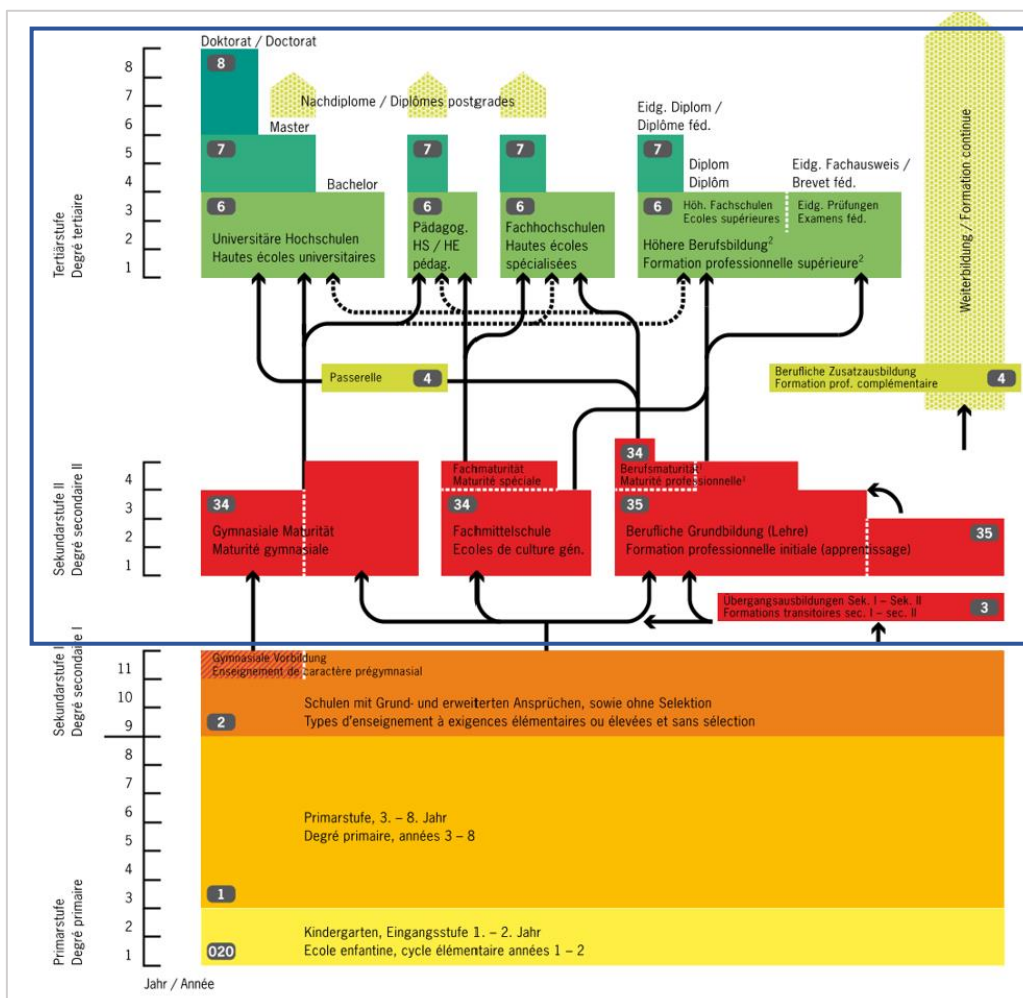 Doktorat / Doctorat
8
8
7
6
5
4
3
2
1
Tertiärstufe
Degré tertiaire
Nachdiplome / Diplômes postgrades
Master
7
Bachelor
6
Universitäre Hochschulen
Hautes écoles universitaires
7
6
Pädagog.
HS / HE
pédag.
7
6
Fachhochschulen
Hautes écoles
spécialisées
Eidg. Diplom /
Diplôme féd.
7
Diplom
Diplôm
Eidg. Fachausweis /
Brevet féd.
6
Höh. Fachschulen
Ecoles supérieures
Eidg. Prüfungen
Examens féd.
Höhere Berufsbildung²
Formation professionelle supérieure²
Weiterbildung / Formation continue
Passerelle
4
Berufliche Zusatzausbildung
Formation prof. complémentaire
4
Sekundarstufe II
Degré secondaire II
4
3
2
1
34
Gymnasiale Maturität
Maturité gymnasiale
Fachmaturität
Maturité spéciale
34
Fachmittelschule
Ecoles de culture gén.
34
Berufsmaturität¹
Maturité professionnelle¹
35
Berufliche Grundbildung (Lehre)
Formation professionnelle initiale (apprentissage)
35
Übergangsausbildungen Sek. I – Sek. II
Formations transitoires sec. I – sec. II
3
Sekundarstufe I
Degré secondaire I
11
10
9
Gymnasiale Vorbildung
Enseignement de caractère prégymnasial
Schulen mit Grund- und erweiterten Ansprüchen, sowie ohne Selektion
Types d'enseignement à exigences élémentaires ou élevées et sans sélection
2
8
7
6
5
4
3
2
1
Primarstufe
Degré primaire
Primarstufe, 3. – 8. Jahr
Degré primaire, années 3 – 8
1
Kindergarten, Eingangsstufe 1. – 2. Jahr
Ecole enfantine, cycle élémentaire années 1 – 2
020
Jahr / Année